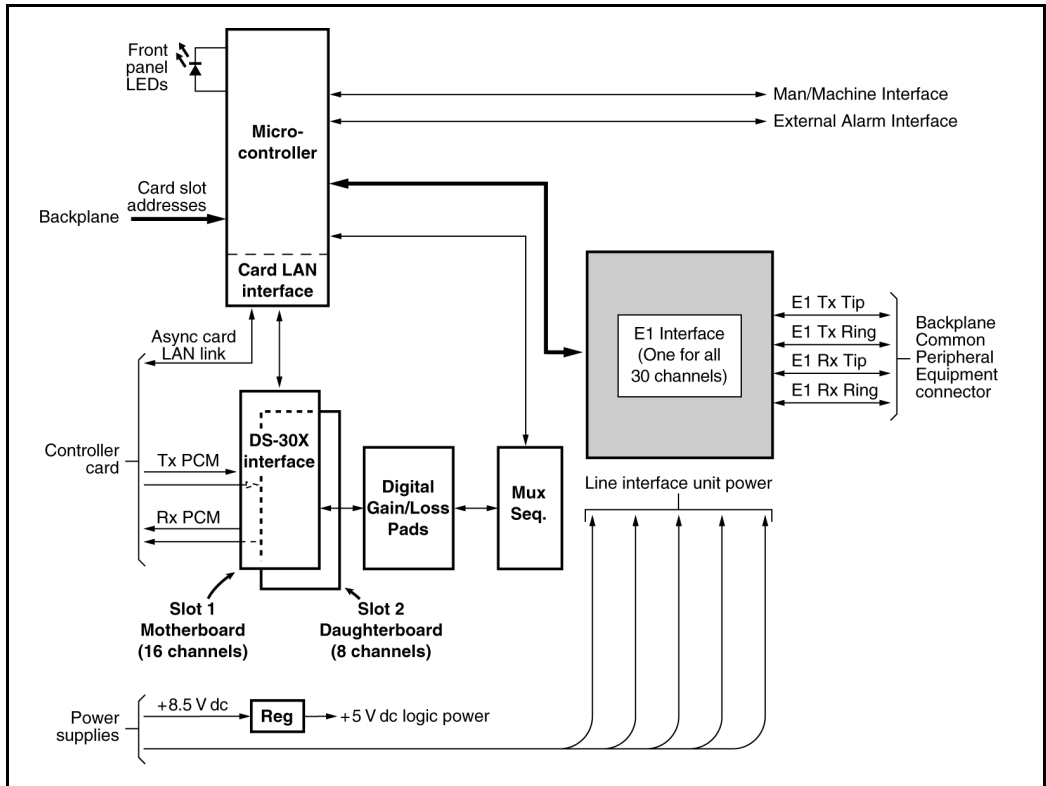 Front
panel
LEDs
Micro-
controller
Man/Machine Interface
External Alarm Interface
Card slot
addresses
Backplane
Card LAN
interface
Async card
LAN link
E1 Interface
(One for all
30 channels)
E1 Tx Tip
E1 Tx Ring
E1 Rx Tip
E1 Rx Ring
Backplane
Common
Peripheral
Equipment
connector
Controller
card
Tx PCM
Rx PCM
DS-30X
interface
Digital
Gain/Loss
Pads
Mux
Seq.
Line interface unit power
Slot 1
Motherboard
(16 channels)
Slot 2
Daughterboard
(8 channels)
Power
supplies
+8.5 V dc
Reg
+5 V dc logic power